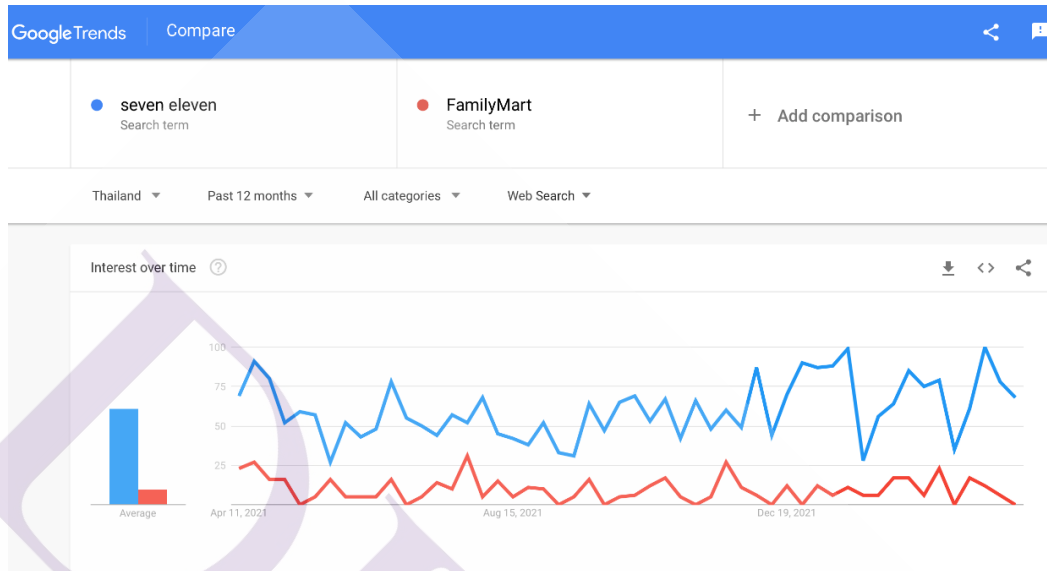 Google Trends Compare
seven eleven
Search term
FamilyMart
Search term
+ Add comparison
Thailand
Past 12 months
All categories
Web Search
Interest over time
100
75
50
25
Average
Apr 11, 2021
Aug 15, 2021
Dec 19, 2021